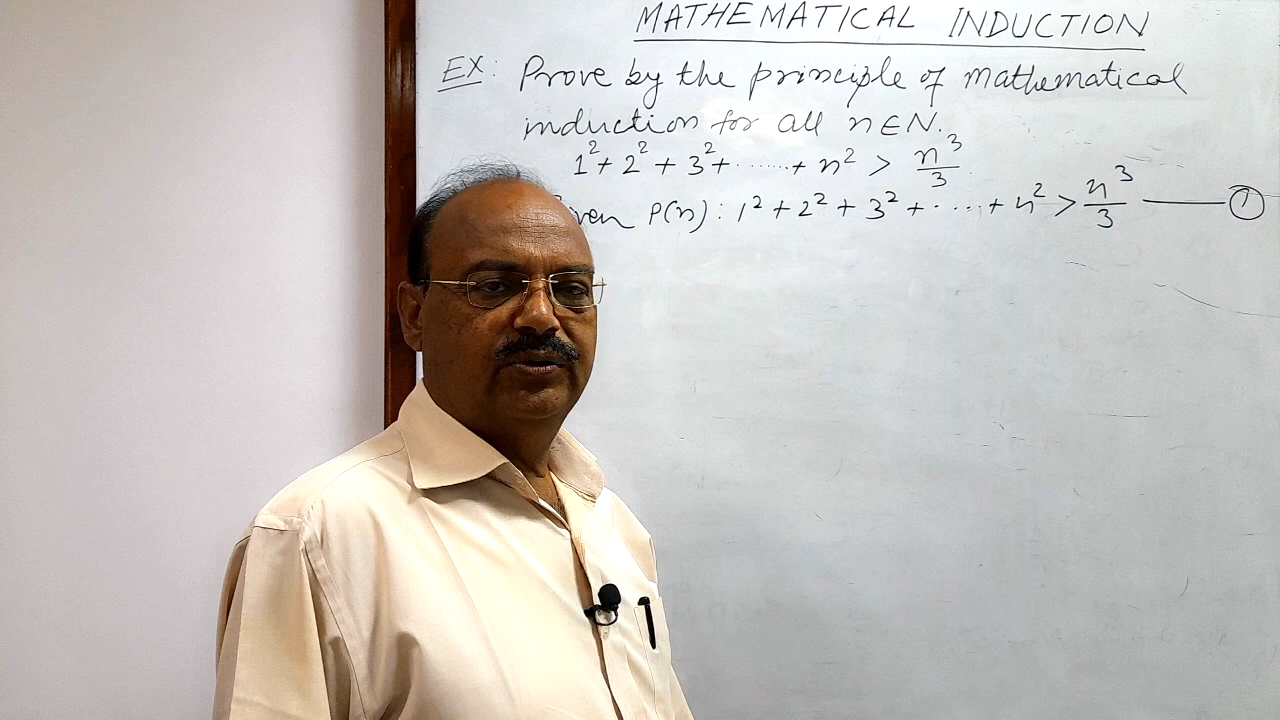 MATHEMATICAL INDUCTION
EX: Prove by the principle of mathematical
induction for all n∈N.
1² + 2² + 3² + ...... + n² > n³/3.
P(n): 1² + 2² + 3² + ..... + n² > n³/3 —— ①